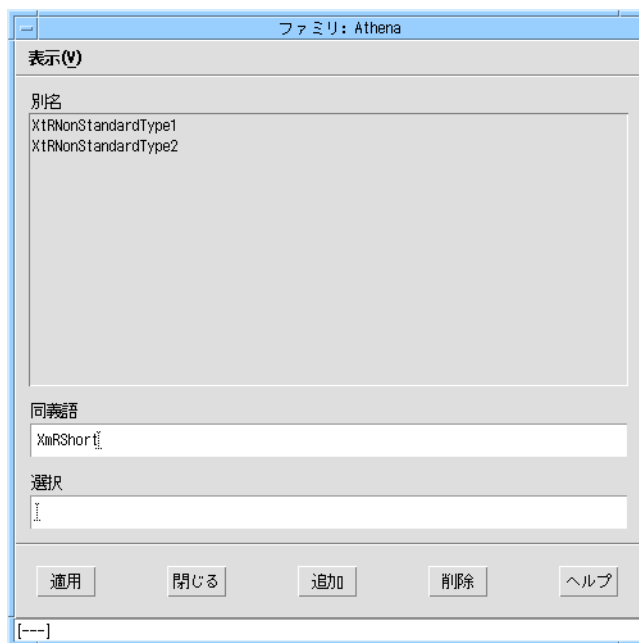 ファミリ: Athena
表示(V)
別名
XtRNonStandardType1
XtRNonStandardType2
同義語
XmRShort
選択
適用 閉じる 追加 削除 ヘルプ
[---]